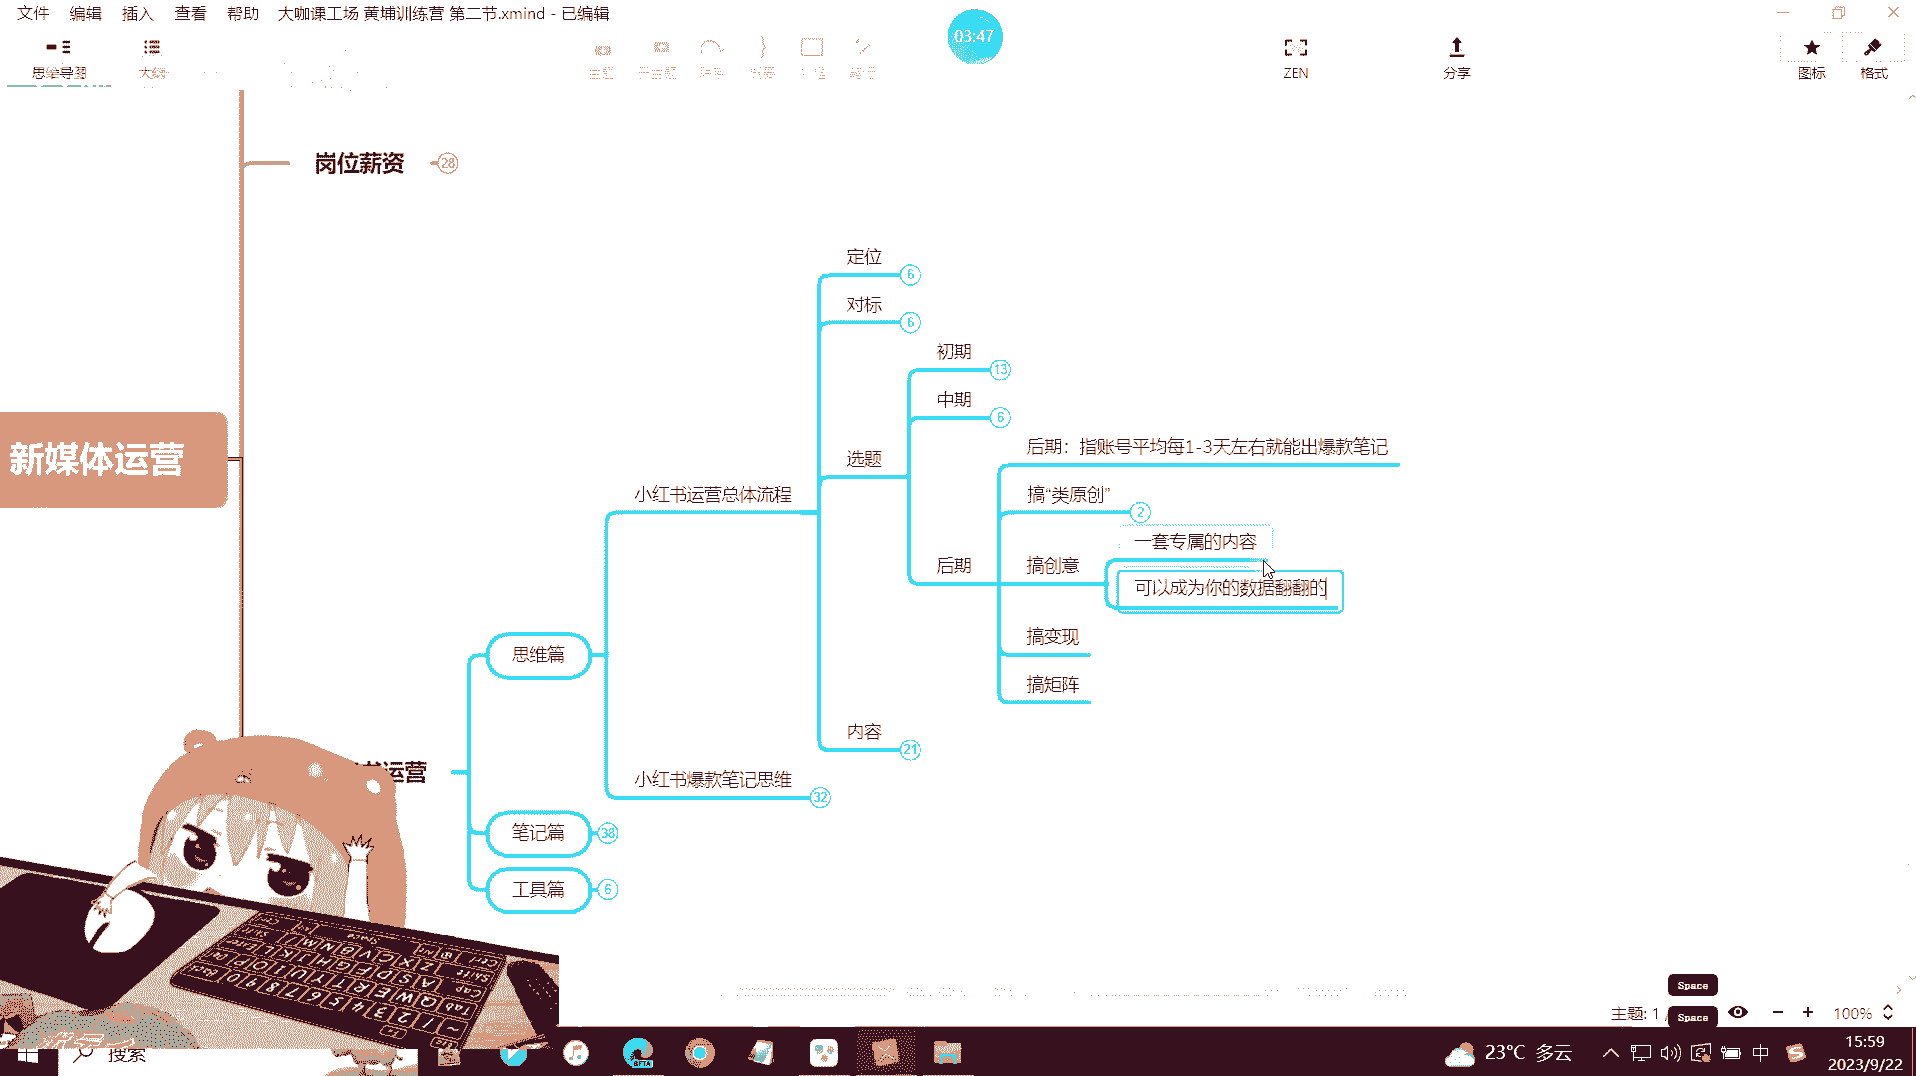 文件 编辑 插入 查看 帮助 大咖课工场 黄埔训练营 第二节.xmind - 已编辑
03:47
思维导图 大纲 ZEN 分享 图标 格式
岗位薪资 28
定位 6
对标 6
初期 13
中期 6
后期：指账号平均每1-3天左右就能出爆款笔记
新媒体运营
选题
小红书运营总体流程
搞“类原创” 2
一套专属的内容
后期
搞创意
可以成为你的数据翻翻的
搞变现
思维篇
搞矩阵
内容 21
书运营
小红书爆款笔记思维 32
笔记篇 38
工具篇 6
Space
主题: 1 /
Space
100%
搜索
BETA
23°C 多云
中
15:59
2023/9/22